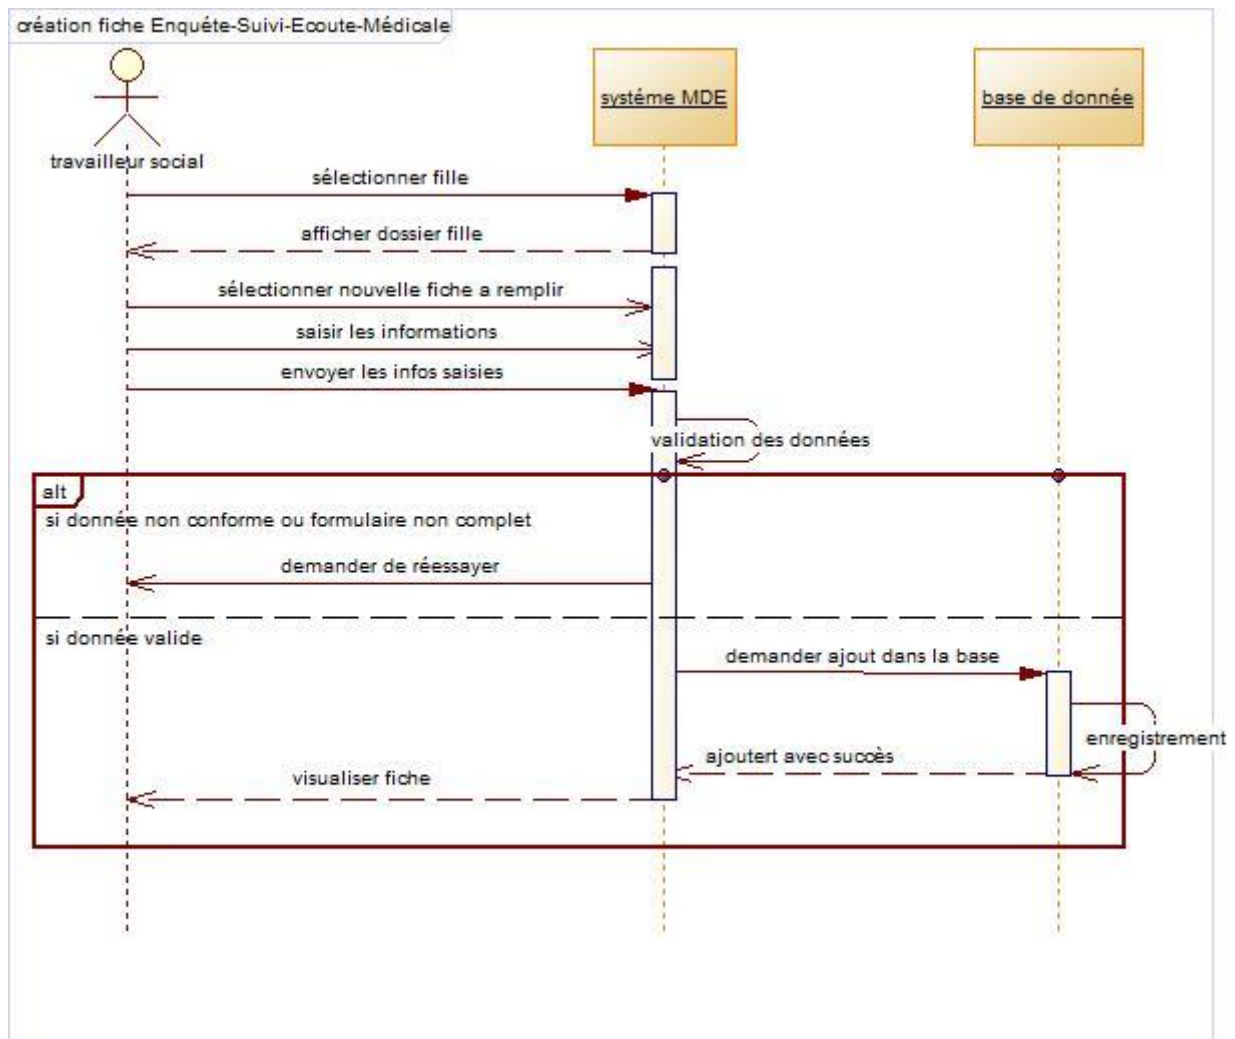 création fiche Enquéte-Suivi-Ecoute-Médicale
systéme MDE
base de donnée
travailleur social
sélectionner fille
afficher dossier fille
sélectionner nouvelle fiche a remplir
saisir les informations
envoyer les infos saisies
validation des données
alt
si donnée non conforme ou formulaire non complet
demander de réessayer
si donnée valide
demander ajout dans la base
enregistrement
ajoutert avec succès
visualiser fiche